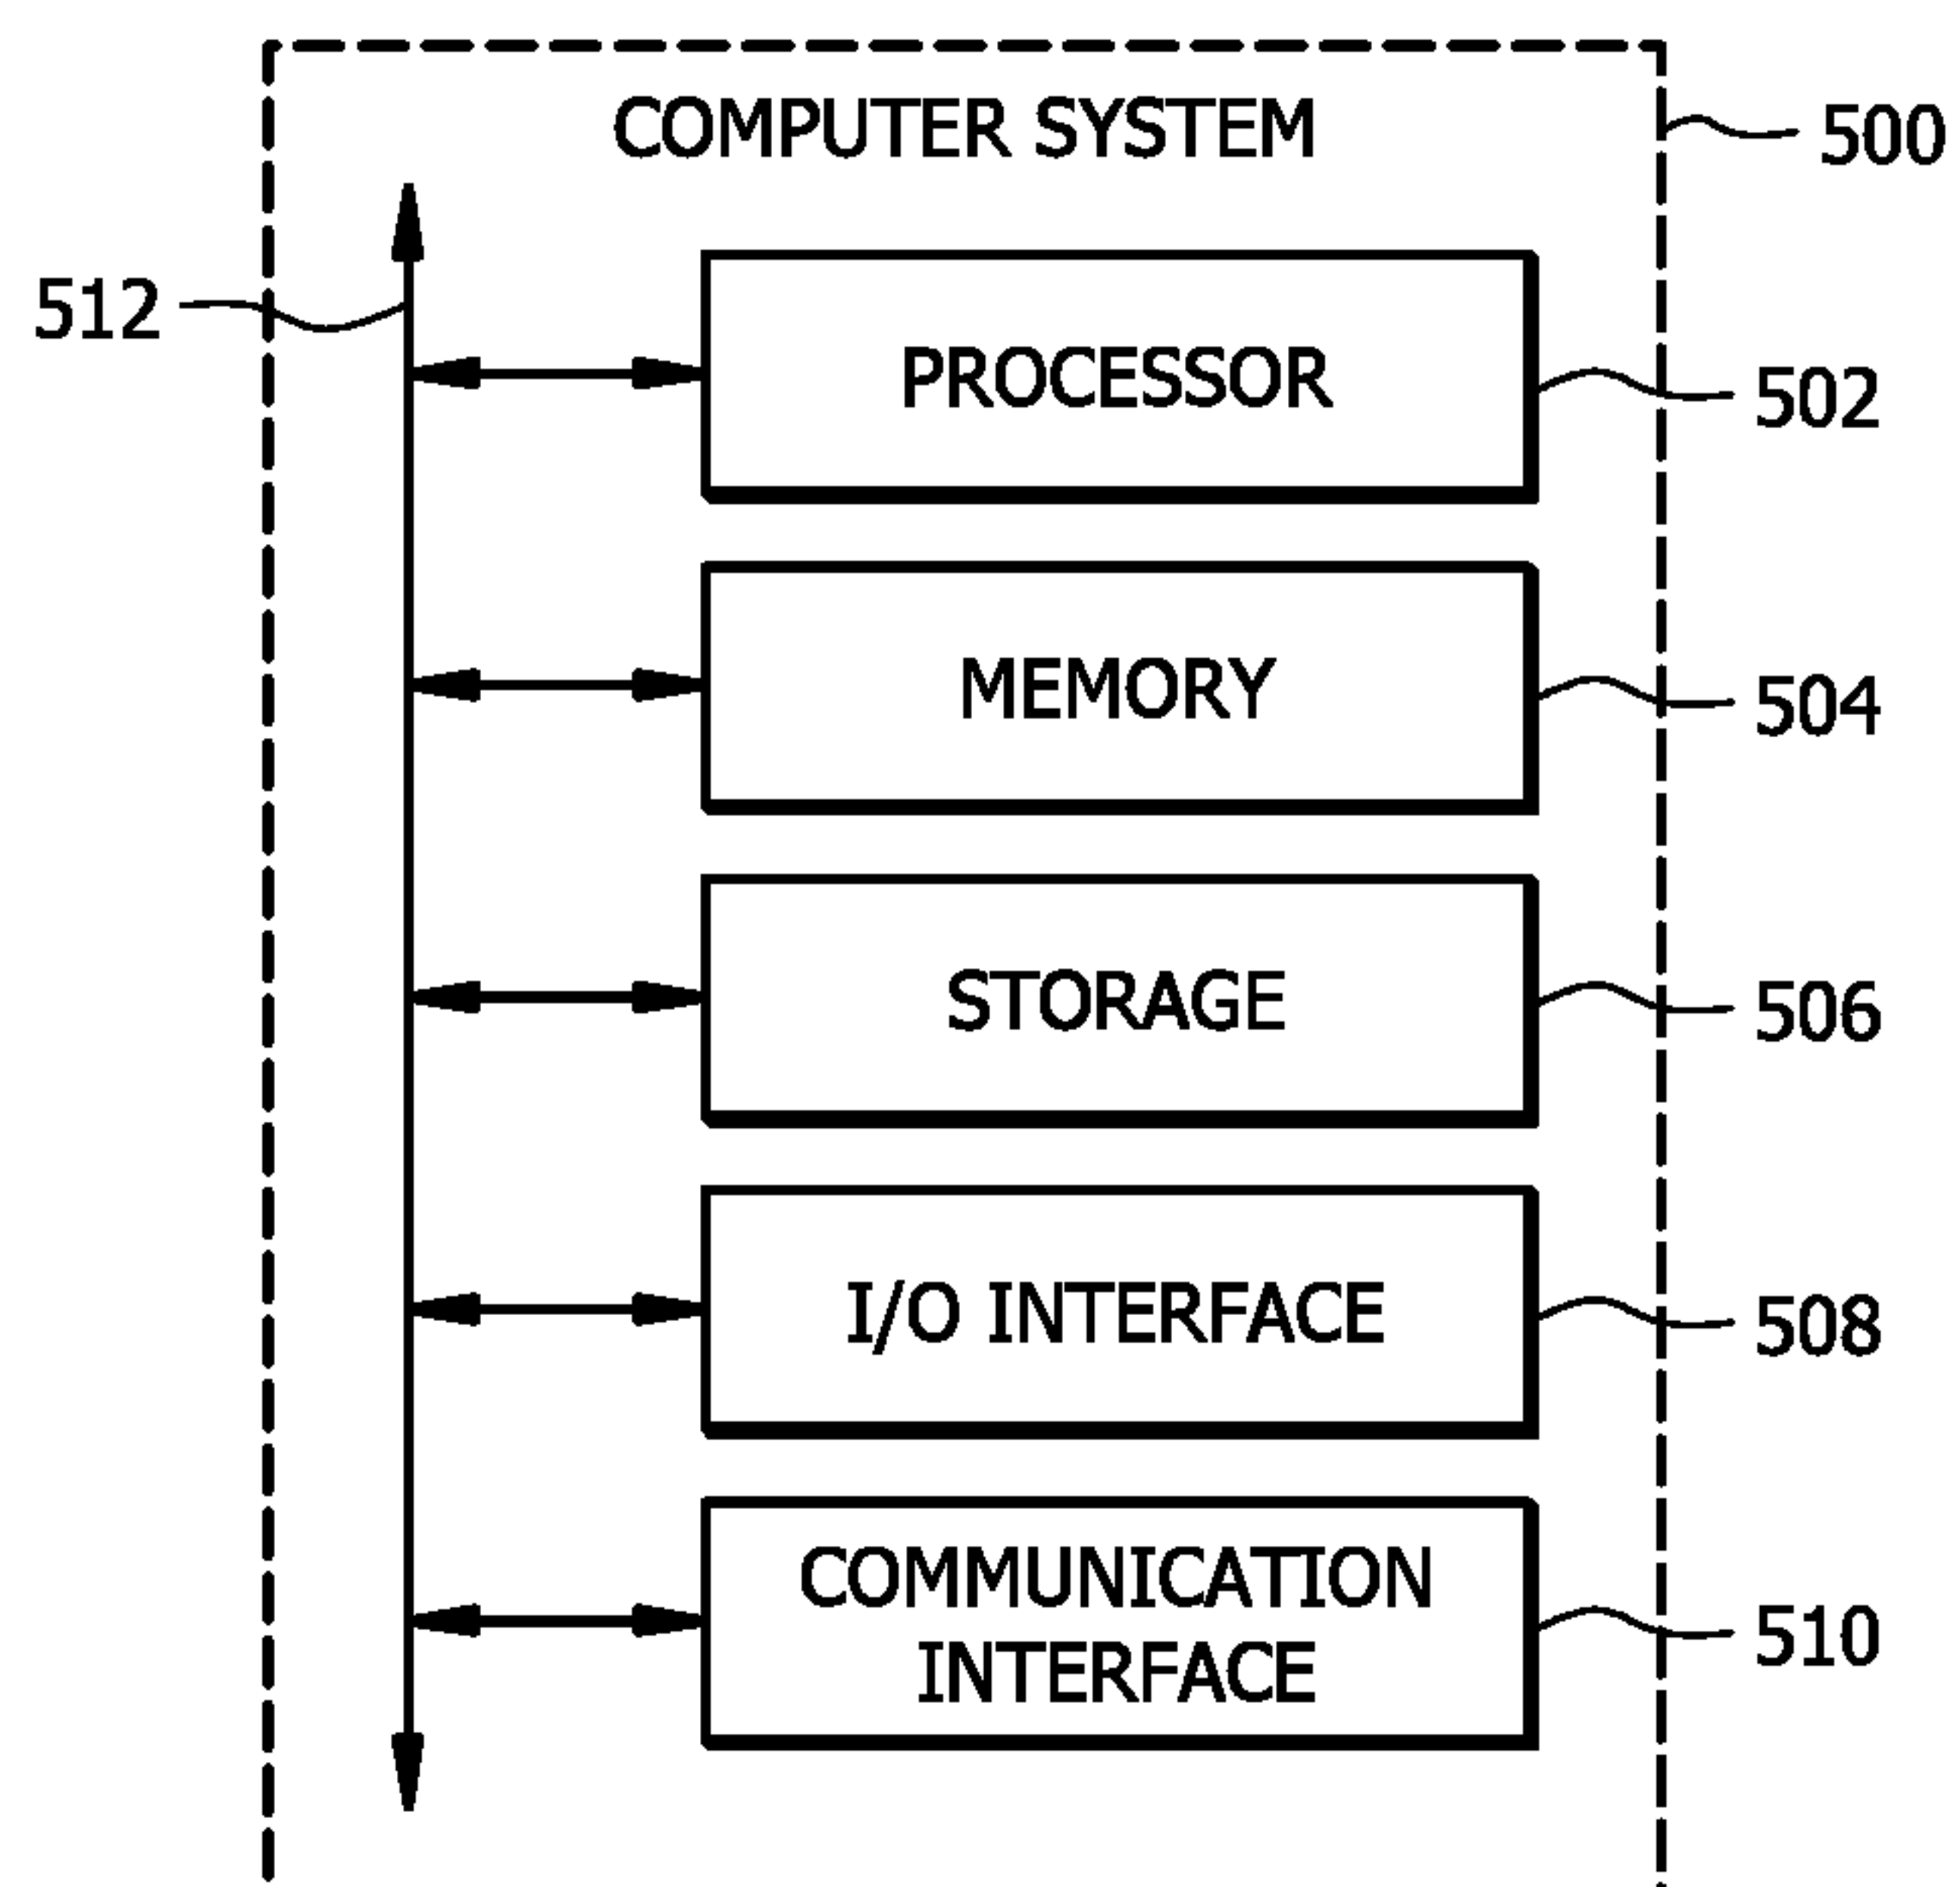 COMPUTER SYSTEM
500
512
PROCESSOR
502
MEMORY
504
STORAGE
506
I/O INTERFACE
508
COMMUNICATION
INTERFACE
510